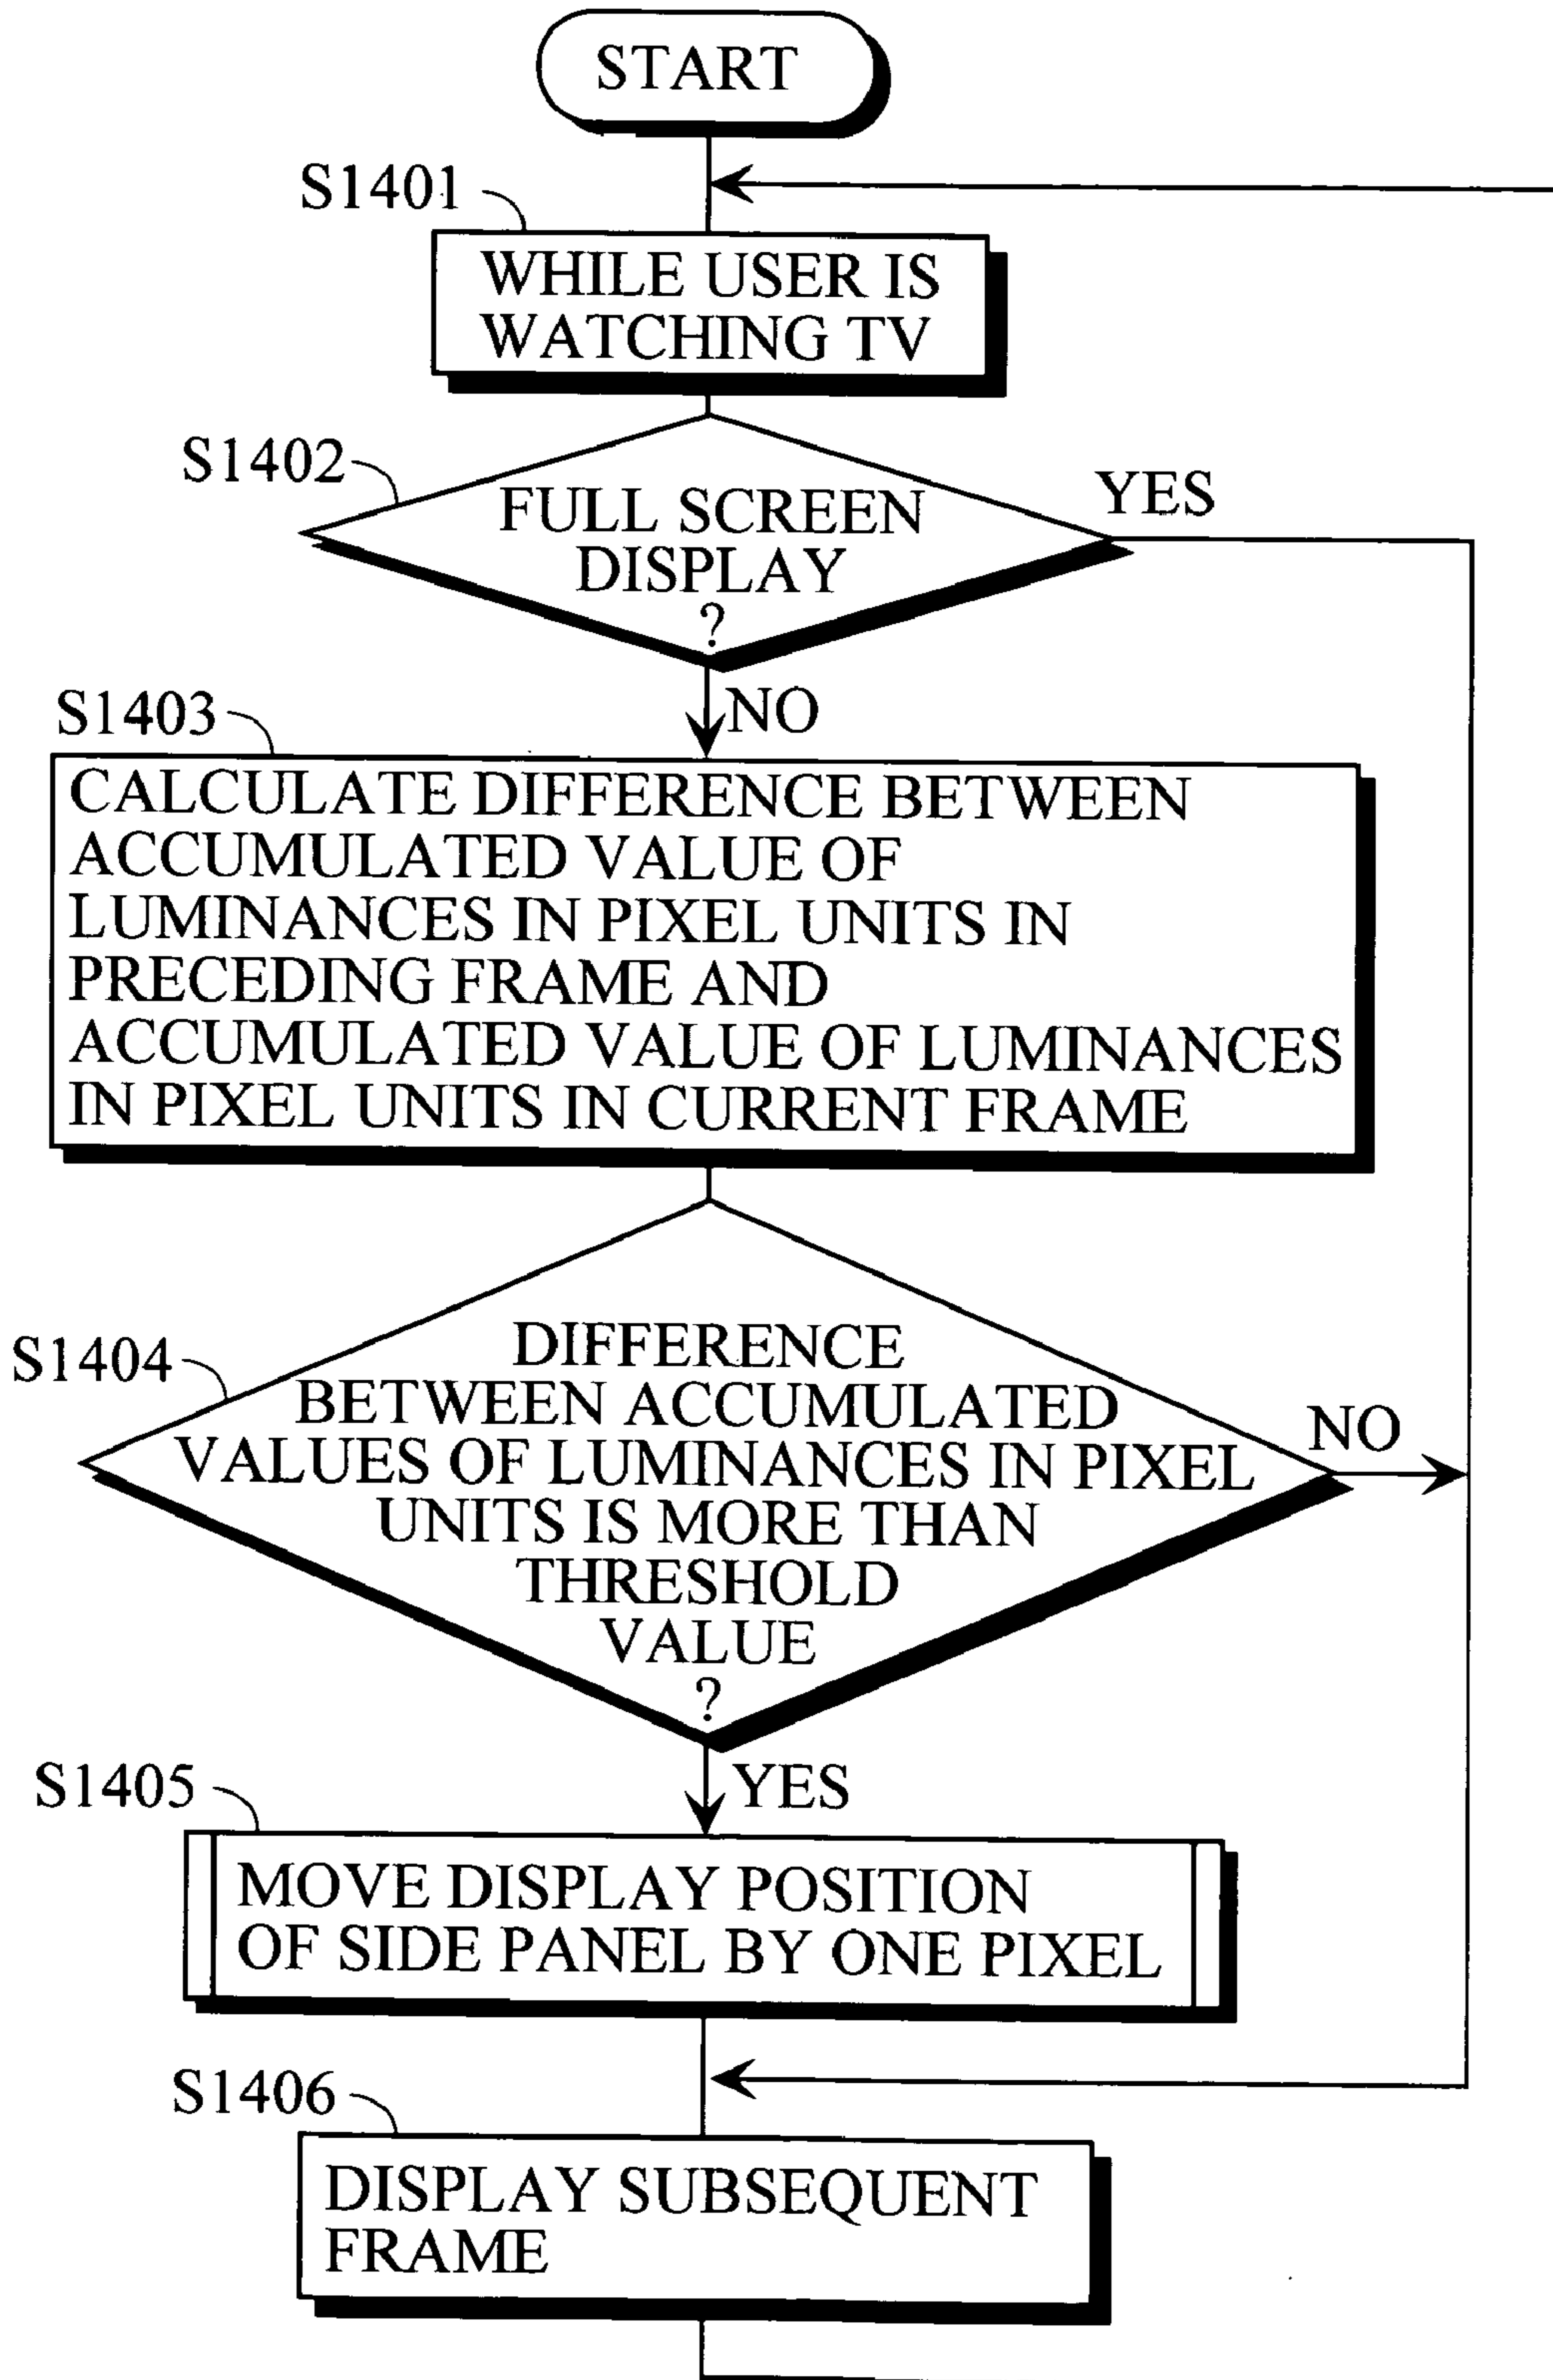 START
S1401
WHILE USER IS
WATCHING TV
S1402
FULL SCREEN
DISPLAY
?
YES
NO
S1403
CALCULATE DIFFERENCE BETWEEN
ACCUMULATED VALUE OF
LUMINANCES IN PIXEL UNITS IN
PRECEDING FRAME AND
ACCUMULATED VALUE OF LUMINANCES
IN PIXEL UNITS IN CURRENT FRAME
S1404
DIFFERENCE
BETWEEN ACCUMULATED
VALUES OF LUMINANCES IN PIXEL
UNITS IS MORE THAN
THRESHOLD
VALUE
?
NO
YES
S1405
MOVE DISPLAY POSITION
OF SIDE PANEL BY ONE PIXEL
S1406
DISPLAY SUBSEQUENT
FRAME